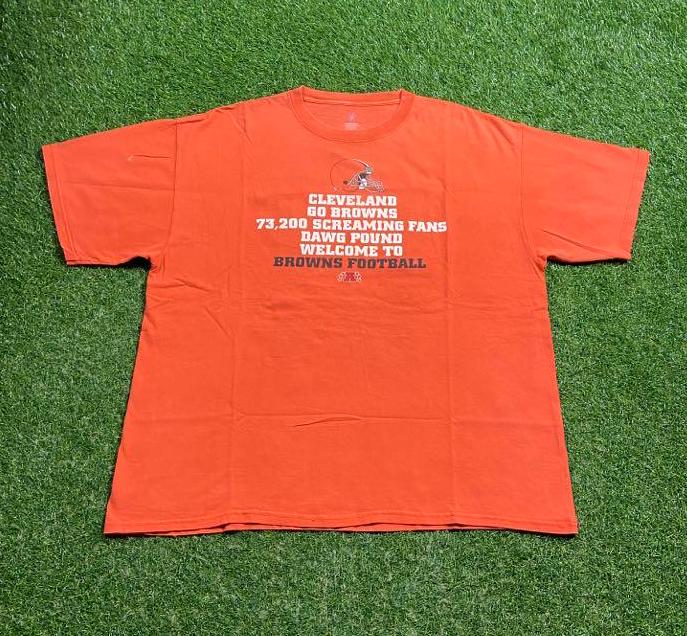 CLEVELAND
GO BROWNS
73,200 SCREAMING FANS
DAWG POUND
WELCOME TO
BROWNS FOOTBALL